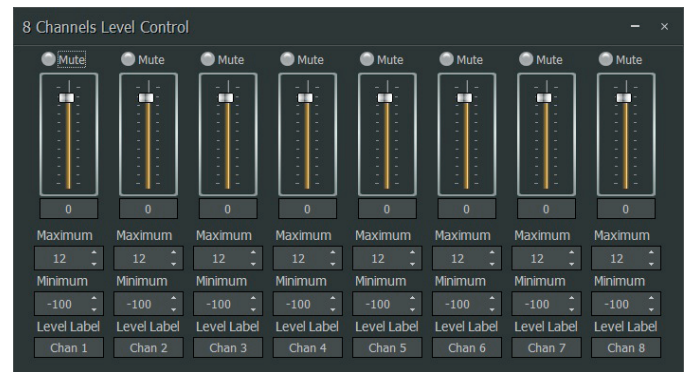 8 Channels Level Control
Mute Mute Mute Mute Mute Mute Mute Mute
0 0 0 0 0 0 0 0
Maximum Maximum Maximum Maximum Maximum Maximum Maximum Maximum
12 12 12 12 12 12 12 12
Minimum Minimum Minimum Minimum Minimum Minimum Minimum Minimum
-100 -100 -100 -100 -100 -100 -100 -100
Level Label Level Label Level Label Level Label Level Label Level Label Level Label Level Label
Chan 1 Chan 2 Chan 3 Chan 4 Chan 5 Chan 6 Chan 7 Chan 8